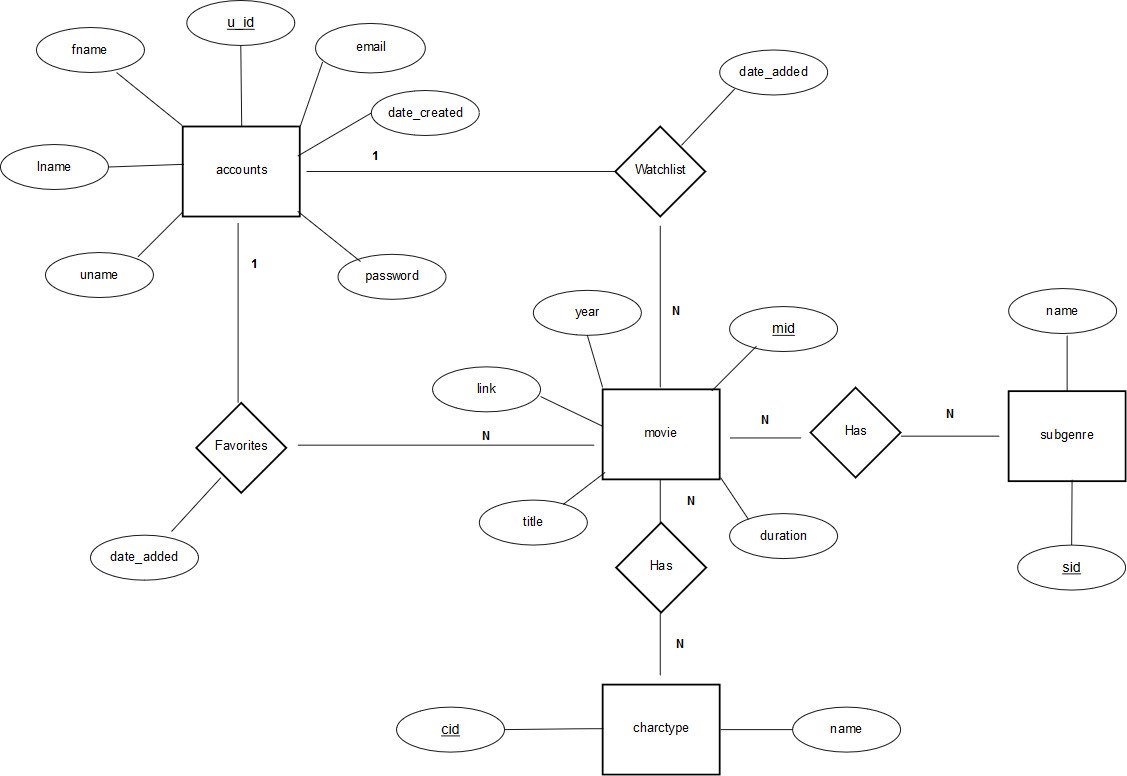 u_id
fname
email
date_added
date_created
1
lname
accounts
Watchlist
1
uname
password
year
N
mid
name
link
N
N
movie
Has
subgenre
N
Favorites
N
title
duration
date_added
Has
sid
N
cid
charctype
name